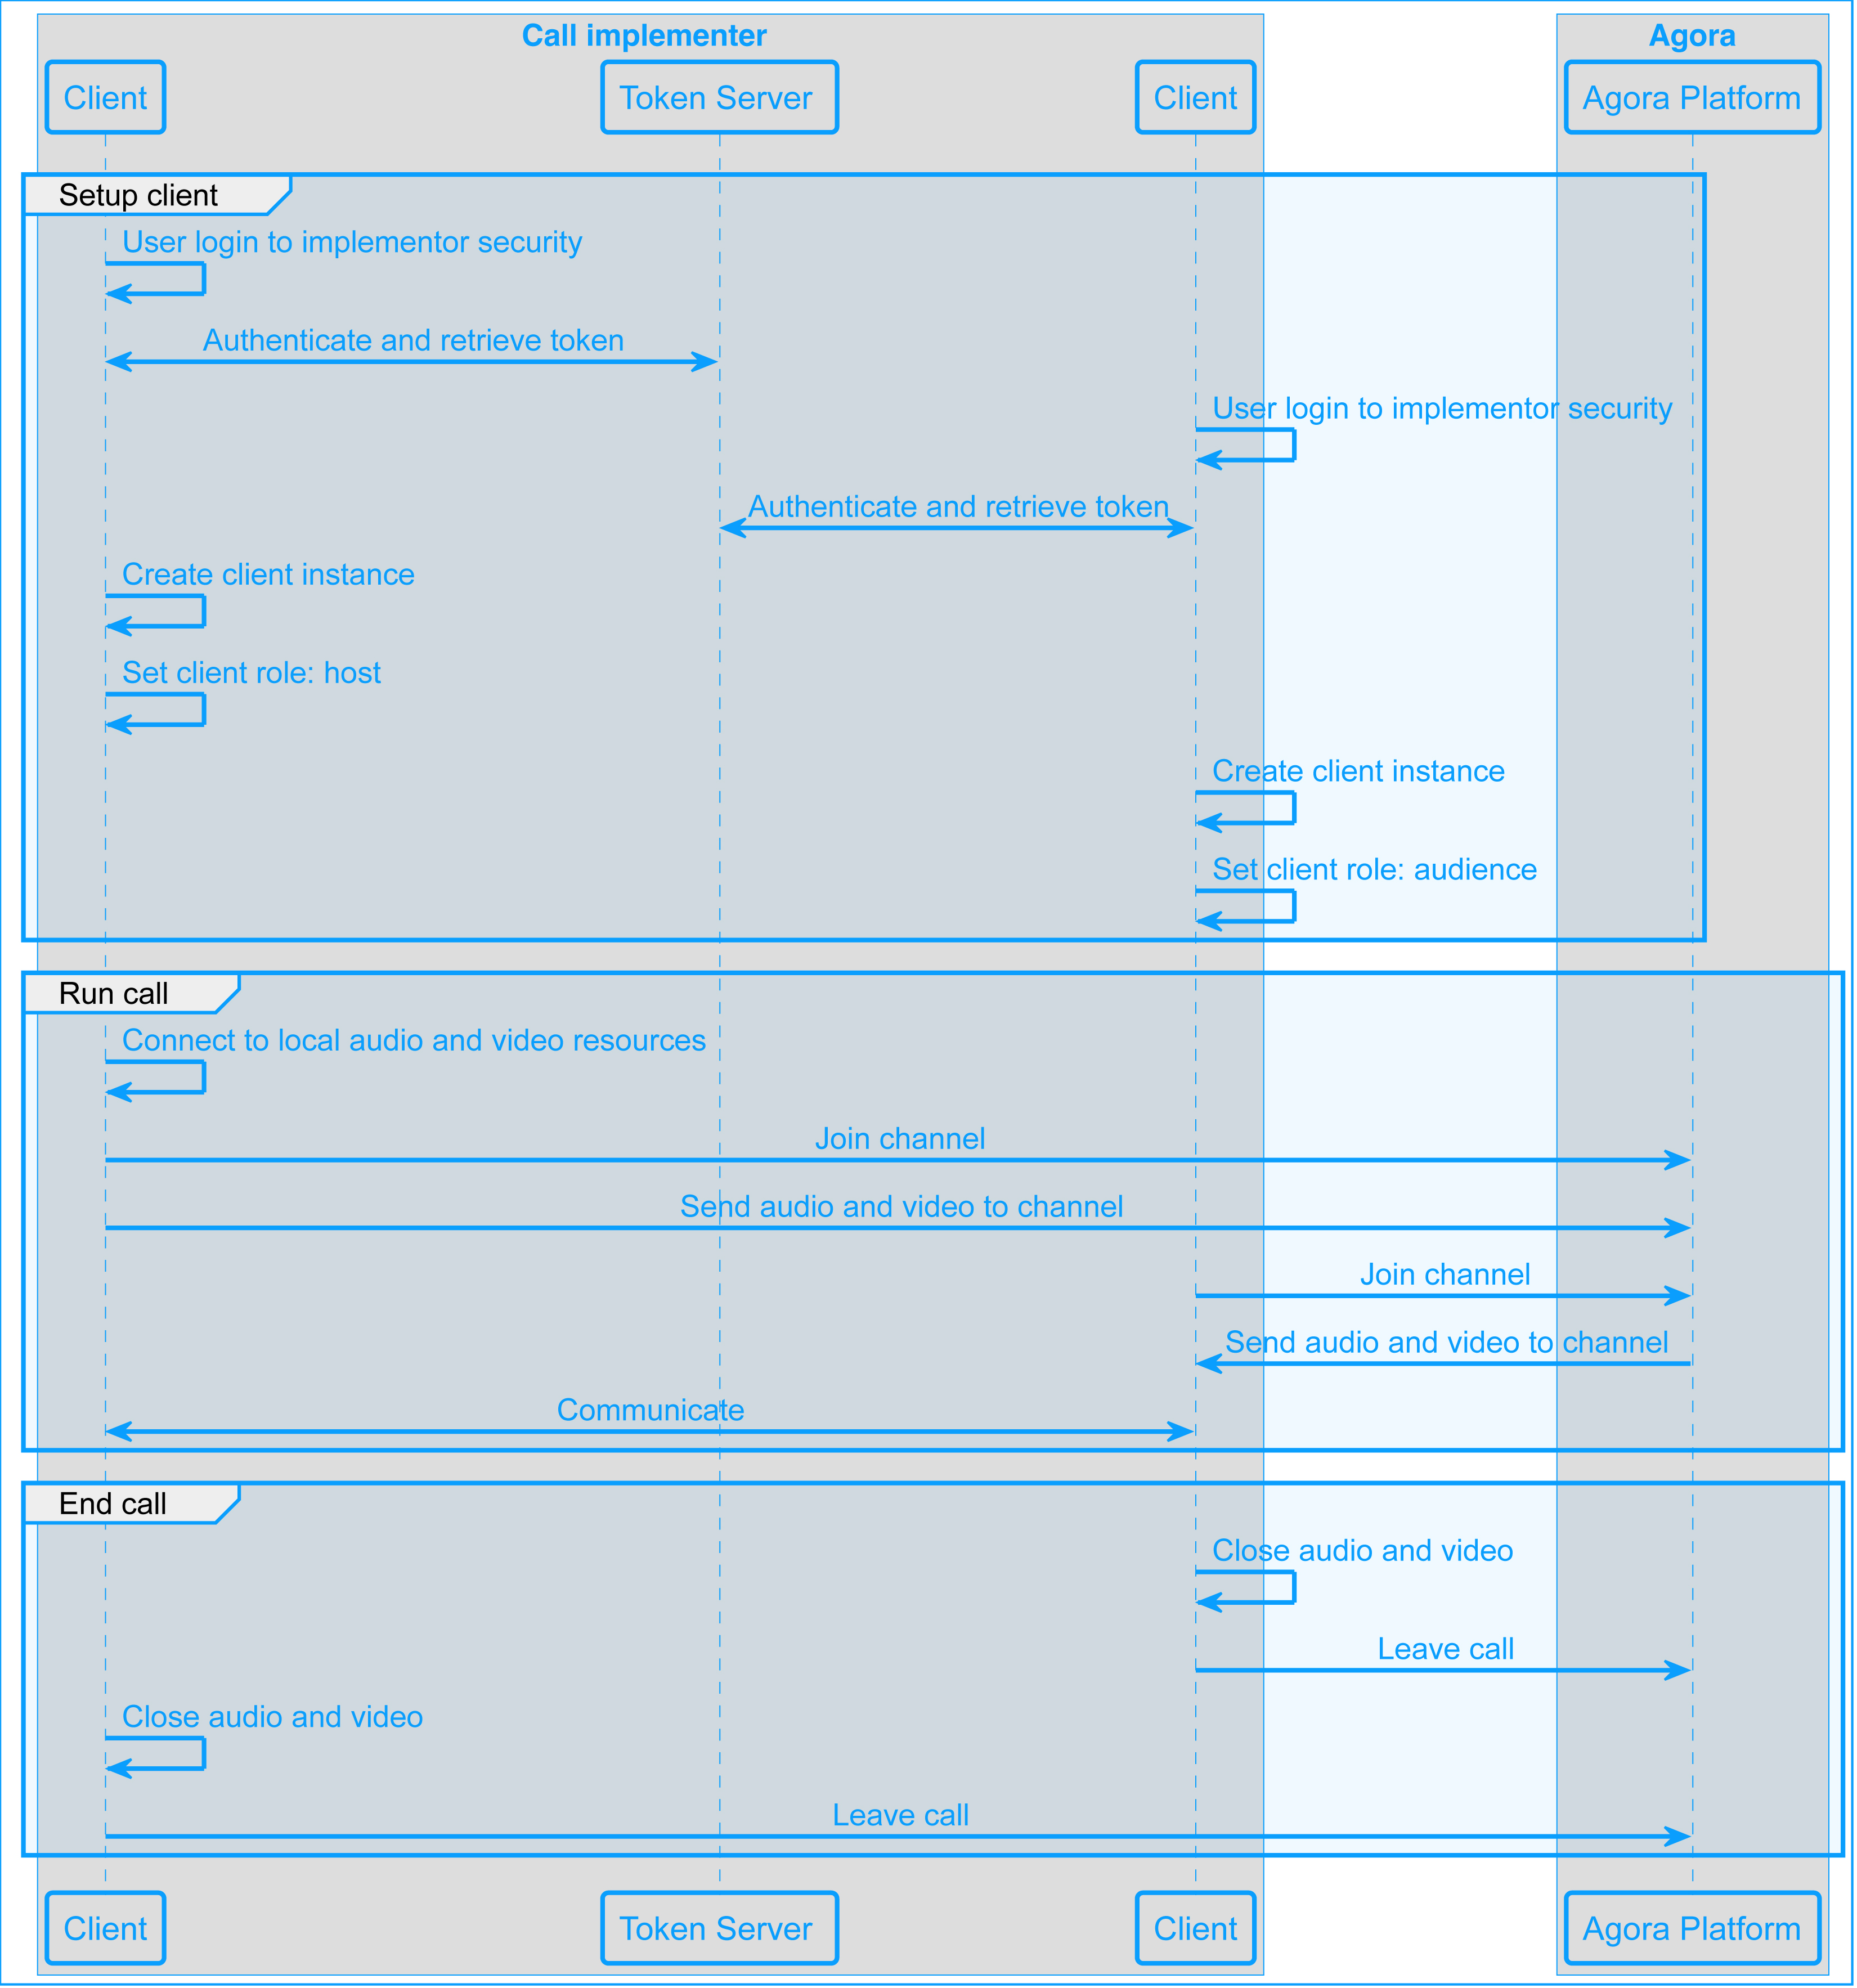 Call implementer
Agora
Client
Token Server
Client
Agora Platform
Setup client
User login to implementor security
Authenticate and retrieve token
User login to implementor security
Authenticate and retrieve token
Create client instance
Set client role: host
Create client instance
Set client role: audience
Run call
Connect to local audio and video resources
Join channel
Send audio and video to channel
Join channel
Send audio and video to channel
Communicate
End call
Close audio and video
Leave call
Close audio and video
Leave call
Client
Token Server
Client
Agora Platform